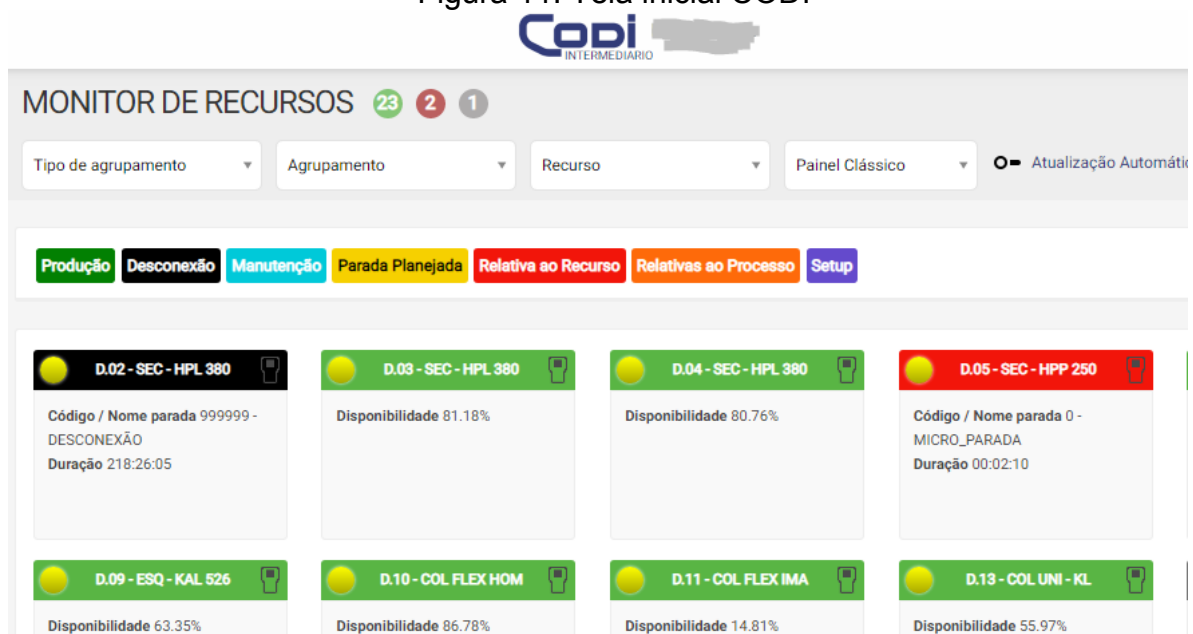 Figura 11: Tela inicial CODI
CODI
INTERMEDIARIO
MONITOR DE RECURSOS 23 2 1
Tipo de agrupamento Agrupamento Recurso Painel Clássico Atualização Automátic
Produção Desconexão Manutenção Parada Planejada Relativa ao Recurso Relativas ao Processo Setup
D.02 - SEC - HPL 380
Código / Nome parada 999999 -
DESCONEXÃO
Duração 218:26:05
D.03 - SEC - HPL 380
Disponibilidade 81.18%
D.04 - SEC - HPL 380
Disponibilidade 80.76%
D.05 - SEC - HPP 250
Código / Nome parada 0 -
MICRO_PARADA
Duração 00:02:10
D.09 - ESQ - KAL 526
Disponibilidade 63.35%
D.10 - COL FLEX HOM
Disponibilidade 86.78%
D.11 - COL FLEX IMA
Disponibilidade 14.81%
D.13 - COL UNI - KL
Disponibilidade 55.97%